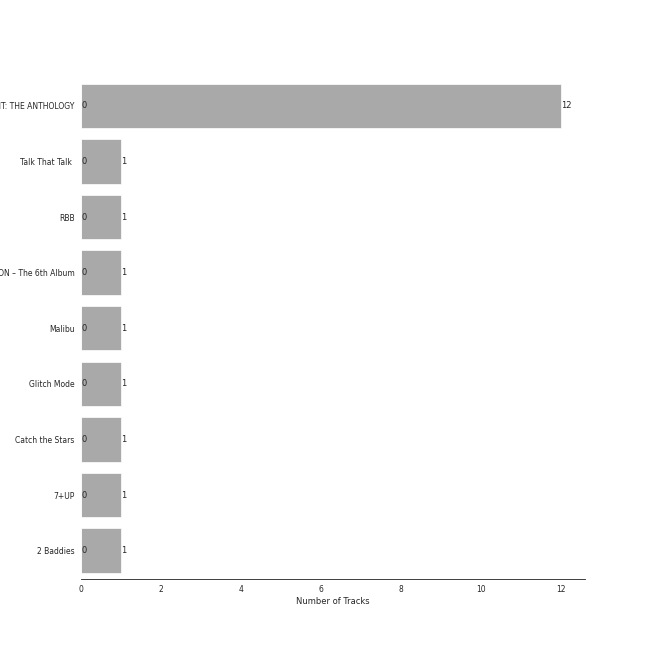 IT: THE ANTHOLOGY 0 12
Talk That Talk 0 1
RBB 0 1
ON – The 6th Album 0 1
Malibu 0 1
Glitch Mode 0 1
Catch the Stars 0 1
7+UP 0 1
2 Baddies 0 1
0 2 4 6 8 10 12
Number of Tracks